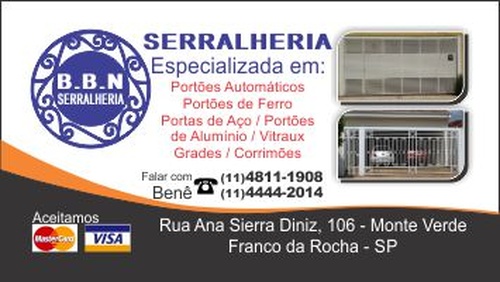 B.B.N
SERRALHERIA
SERRALHERIA
Especializada em:
Portões Automáticos
Portões de Ferro
Portas de Aço / Portões
de Alumínio / Vitraux
Grades / Corrimões
Falar com
Benê
(11)4811-1908
(11)4444-2014
Aceitamos
MasterCard
VISA
Rua Ana Sierra Diniz, 106 - Monte Verde
Franco da Rocha - SP